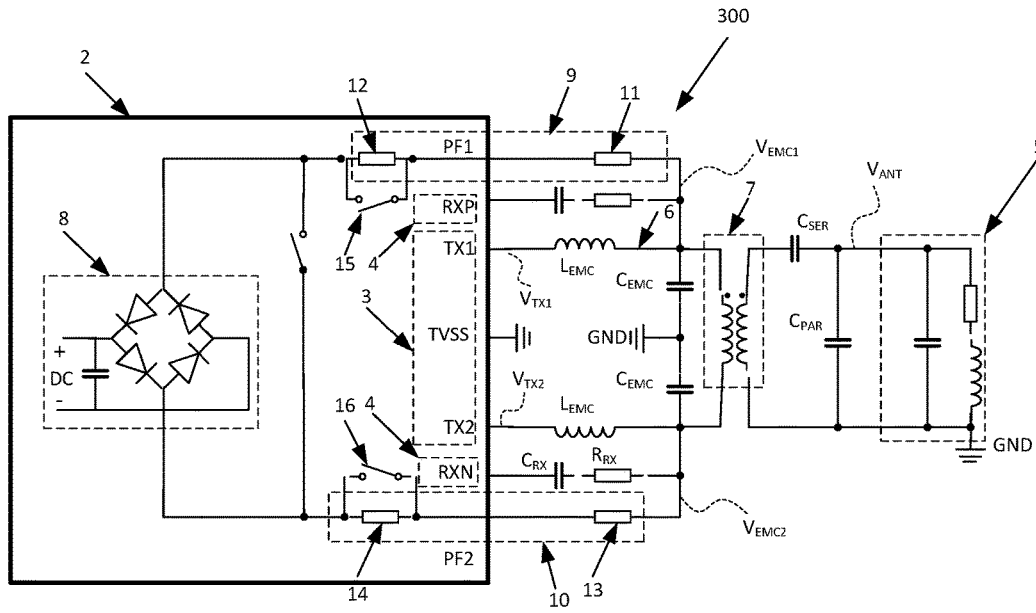 300
2
12
9
11
PF1
V_EMC1
V_ANT
7
6
C_SER
8
RXP
15
4
TX1
L_EMC
C_EMC
V_TX1
3
TVSS
GND
C_PAR
+
DC
-
V_TX2
C_EMC
16
4
TX2
L_EMC
GND
RXN
C_RX
R_RX
V_EMC2
PF2
14
10
13